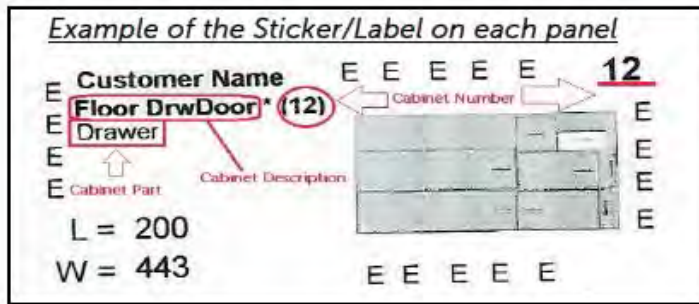 Example of the Sticker/Label on each panel
E E E E E 12
Customer Name
E
Floor DrwDoor * (12)
Cabinet Number
E
E
Drawer
E
E
E
E Cabinet Part
Cabinet Description
E
L = 200
E
W = 443
E E E E E